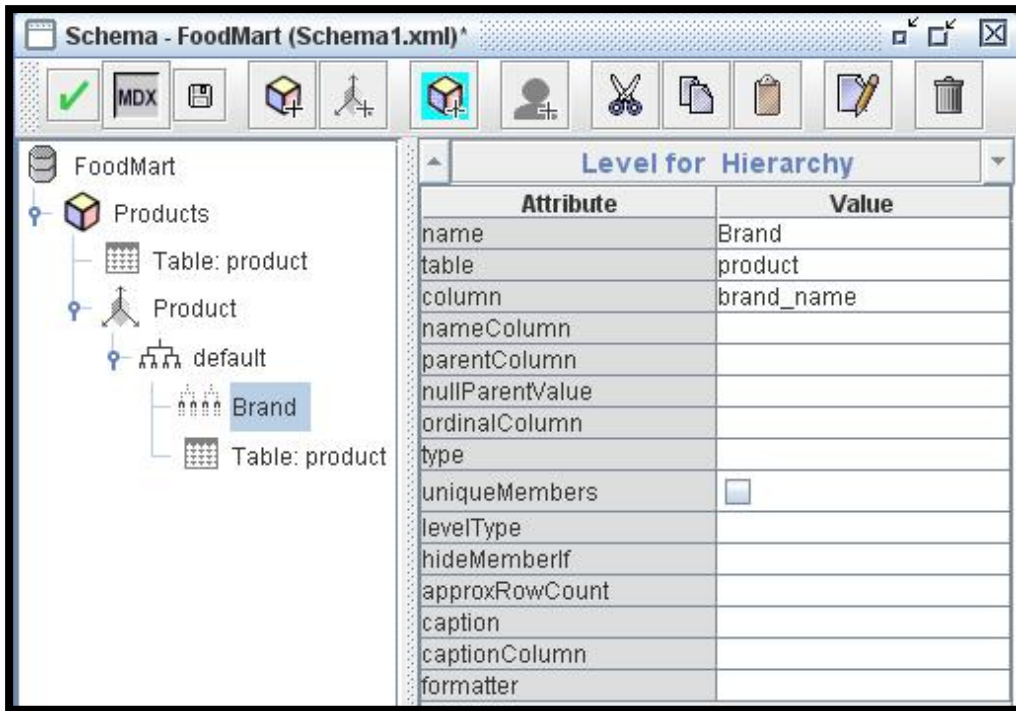 Schema - FoodMart (Schema1.xml)*
MDX
FoodMart
Products
Table: product
Product
default
Brand
Table: product
Level for Hierarchy
Attribute Value
name Brand
table product
column brand_name
nameColumn
parentColumn
nullParentValue
ordinalColumn
type
uniqueMembers
levelType
hideMemberIf
approxRowCount
caption
captionColumn
formatter